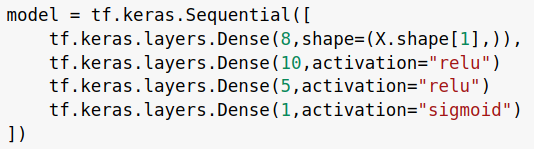 model = tf.keras.Sequential([
    tf.keras.layers.Dense(8,shape=(X.shape[1],)),
    tf.keras.layers.Dense(10,activation="relu")
    tf.keras.layers.Dense(5,activation="relu")
    tf.keras.layers.Dense(1,activation="sigmoid")
])